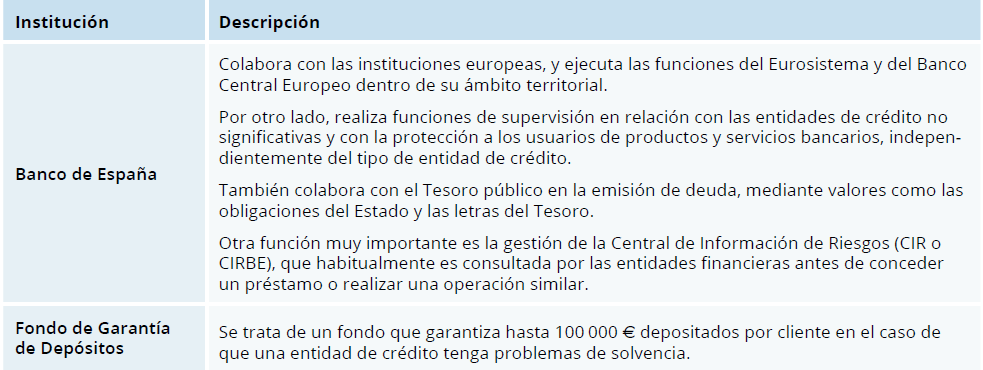 Institución
Descripción
Banco de España
Colabora con las instituciones europeas, y ejecuta las funciones del Eurosistema y del Banco
Central Europeo dentro de su ámbito territorial.
Por otro lado, realiza funciones de supervisión en relación con las entidades de crédito no
significativas y con la protección a los usuarios de productos y servicios bancarios, indepen-
dientemente del tipo de entidad de crédito.
También colabora con el Tesoro público en la emisión de deuda, mediante valores como las
obligaciones del Estado y las letras del Tesoro.
Otra función muy importante es la gestión de la Central de Información de Riesgos (CIR o
CIRBE), que habitualmente es consultada por las entidades financieras antes de conceder
un préstamo o realizar una operación similar.
Fondo de Garantía
de Depósitos
Se trata de un fondo que garantiza hasta 100 000 € depositados por cliente en el caso de
que una entidad de crédito tenga problemas de solvencia.